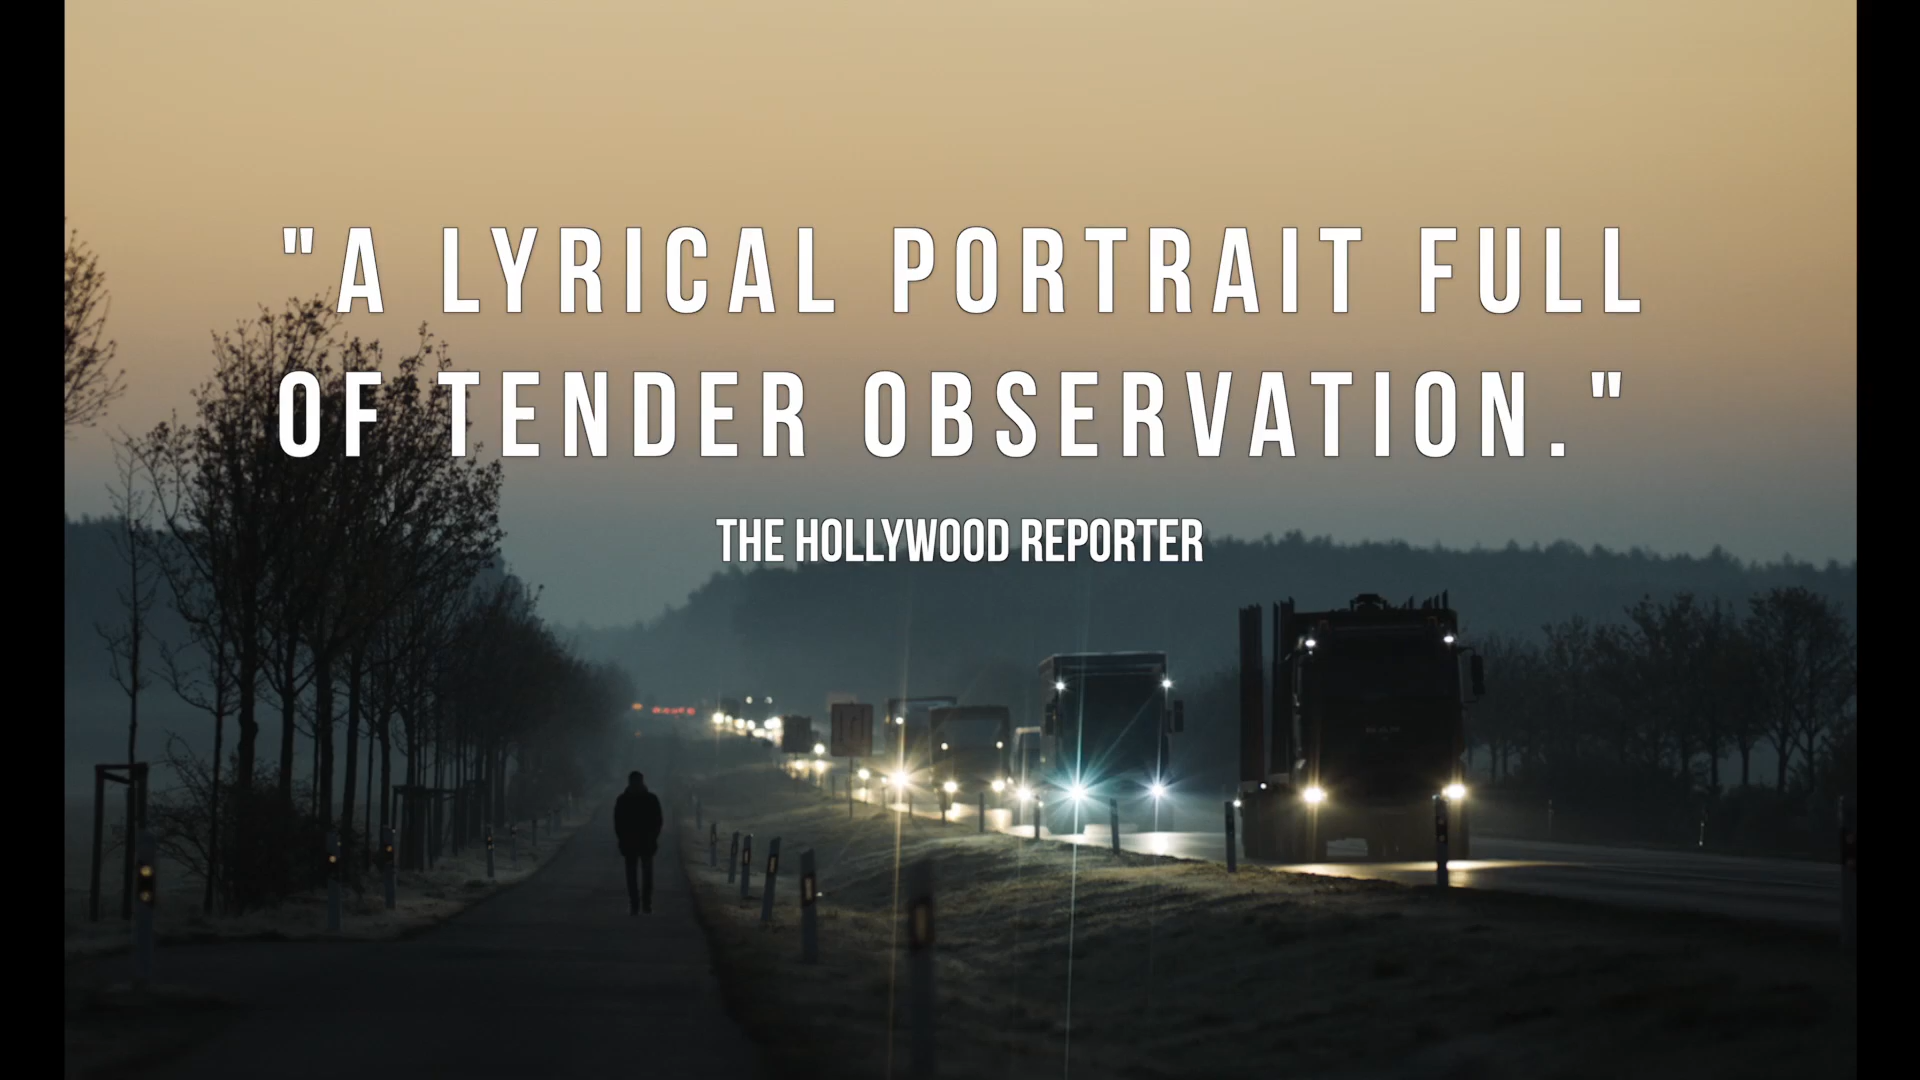 "A LYRICAL PORTRAIT FULL
OF TENDER OBSERVATION."
THE HOLLYWOOD REPORTER